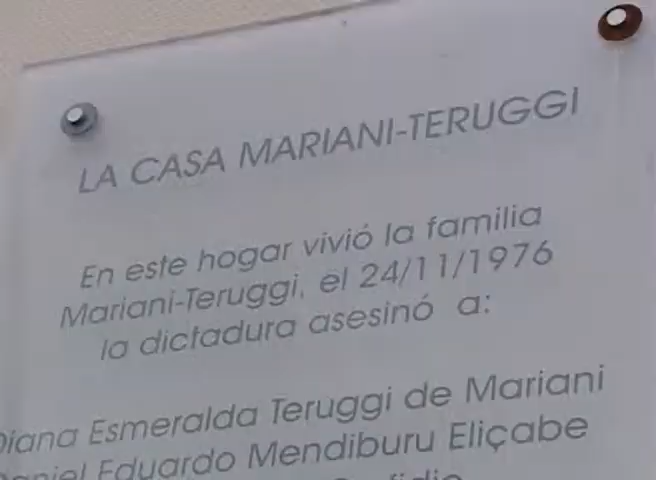 LA CASA MARIANI-TERUGGI
En este hogar vivió la familia
Mariani-Teruggi, el 24/11/1976
la dictadura asesinó a:
Diana Esmeralda Teruggi de Mariani
Daniel Eduardo Mendiburu Eliçabe